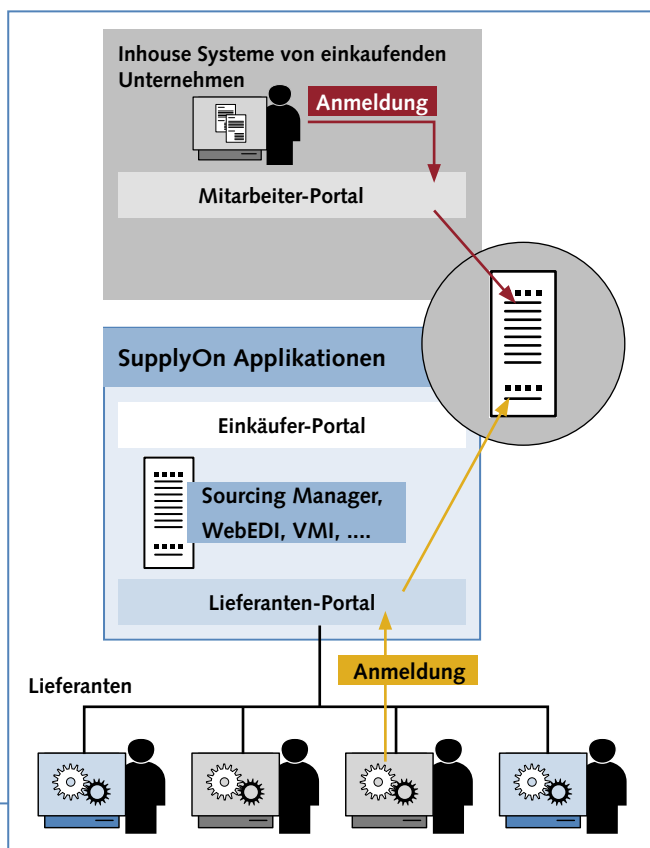 Inhouse Systeme von einkaufenden
Unternehmen
Anmeldung
Mitarbeiter-Portal
SupplyOn Applikationen
Einkäufer-Portal
Sourcing Manager,
WebEDI, VMI, ....
Lieferanten-Portal
Anmeldung
Lieferanten